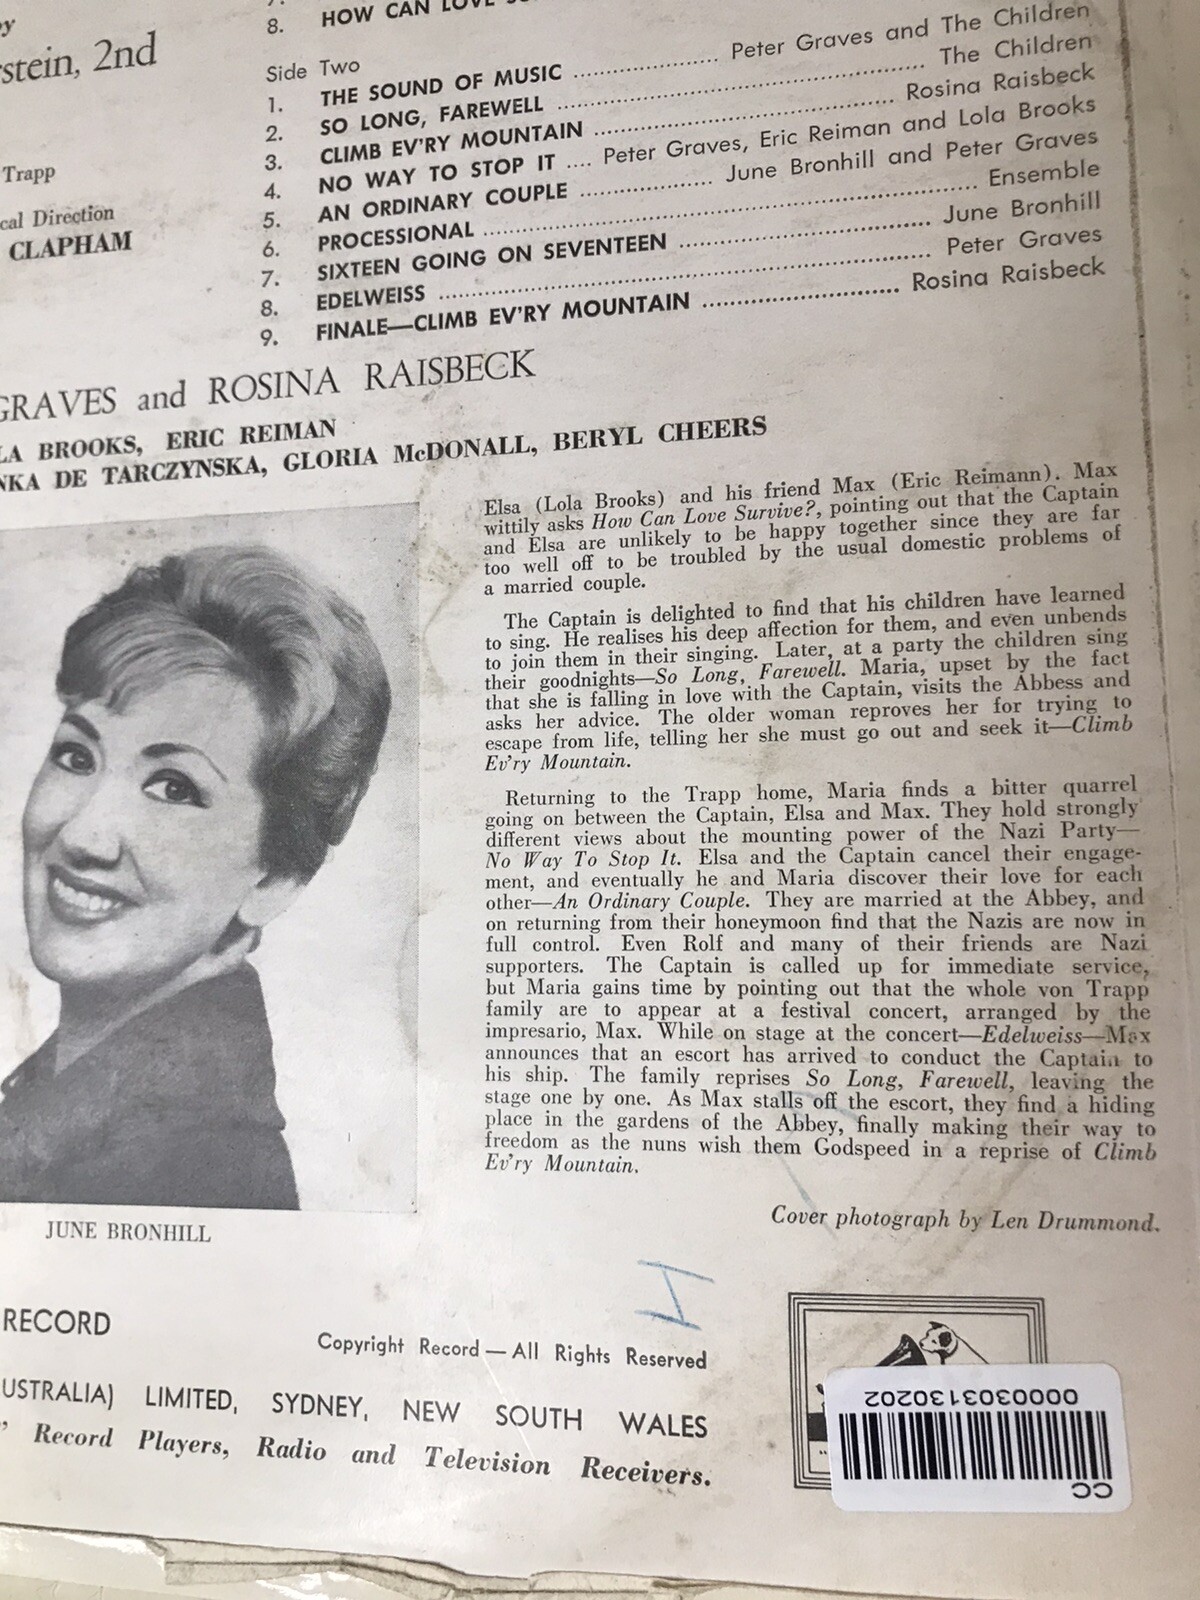 8. HOW CAN LOVE
stein, 2nd
Side Two
1. THE SOUND OF MUSIC ................ Peter Graves and The Children
2. SO LONG, FAREWELL ................ The Children
3. CLIMB EV'RY MOUNTAIN ................ Rosina Raisbeck
4. NO WAY TO STOP IT .... Peter Graves, Eric Reiman and Lola Brooks
5. AN ORDINARY COUPLE ................ June Bronhill and Peter Graves
6. PROCESSIONAL ................ Ensemble
7. SIXTEEN GOING ON SEVENTEEN ................ June Bronhill
8. EDELWEISS ................ Peter Graves
9. FINALE—CLIMB EV'RY MOUNTAIN ................ Rosina Raisbeck
Trapp
cal Direction
CLAPHAM
GRAVES and ROSINA RAISBECK
LA BROOKS, ERIC REIMAN
NKA DE TARCZYNSKA, GLORIA McDONALL, BERYL CHEERS
Elsa (Lola Brooks) and his friend Max (Eric Reimann). Max
wittily asks How Can Love Survive?, pointing out that the Captain
and Elsa are unlikely to be happy together since they are far
too well off to be troubled by the usual domestic problems of
a married couple.
The Captain is delighted to find that his children have learned
to sing. He realises his deep affection for them, and even unbends
to join them in their singing. Later, at a party the children sing
their goodnights—So Long, Farewell. Maria, upset by the fact
that she is falling in love with the Captain, visits the Abbess and
asks her advice. The older woman reproves her for trying to
escape from life, telling her she must go out and seek it—Climb
Ev'ry Mountain.
Returning to the Trapp home, Maria finds a bitter quarrel
going on between the Captain, Elsa and Max. They hold strongly
different views about the mounting power of the Nazi Party—
No Way To Stop It. Elsa and the Captain cancel their engage-
ment, and eventually he and Maria discover their love for each
other—An Ordinary Couple. They are married at the Abbey, and
on returning from their honeymoon find that the Nazis are now in
full control. Even Rolf and many of their friends are Nazi
supporters. The Captain is called up for immediate service,
but Maria gains time by pointing out that the whole von Trapp
family are to appear at a festival concert, arranged by the
impresario, Max. While on stage at the concert—Edelweiss—Max
announces that an escort has arrived to conduct the Captain to
his ship. The family reprises So Long, Farewell, leaving the
stage one by one. As Max stalls off the escort, they find a hiding
place in the gardens of the Abbey, finally making their way to
freedom as the nuns wish them Godspeed in a reprise of Climb
Ev'ry Mountain.
JUNE BRONHILL
Cover photograph by Len Drummond.
RECORD
Copyright Record — All Rights Reserved
USTRALIA) LIMITED, SYDNEY, NEW SOUTH WALES
" Record Players, Radio and Television Receivers.
0000303130202
CC